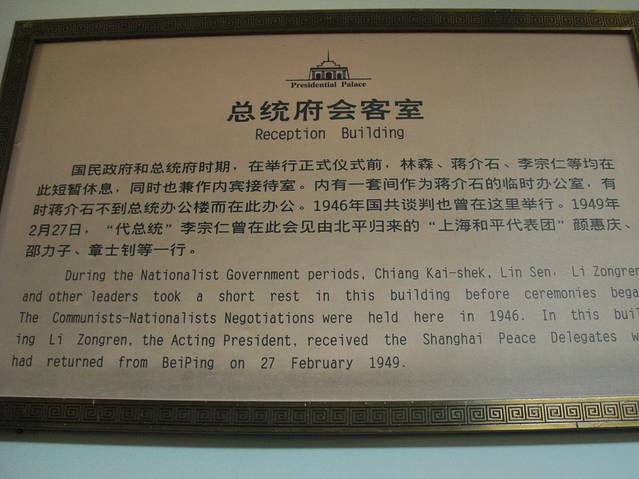 Presidential Palace
总统府会客室
Reception Building
国民政府和总统府时期，在举行正式仪式前，林森、蒋介石、李宗仁等均在
此短暂休息，同时也兼作内宾接待室。内有一套间作为蒋介石的临时办公室，有
时蒋介石不到总统办公楼而在此办公。1946年国共谈判也曾在这里举行。1949年
2月27日，“代总统”李宗仁曾在此会见由北平归来的“上海和平代表团”颜惠庆、
邵力子、章士钊等一行。
During the Nationalist Government periods, Chiang Kai-shek, Lin Sen, Li Zongren
and other leaders took a short rest in this building before ceremonies bega
The Communists-Nationalists Negotiations were held here in 1946. In this buil
ing Li Zongren, the Acting President, received the Shanghai Peace Delegates w
had returned from BeiPing on 27 February 1949.